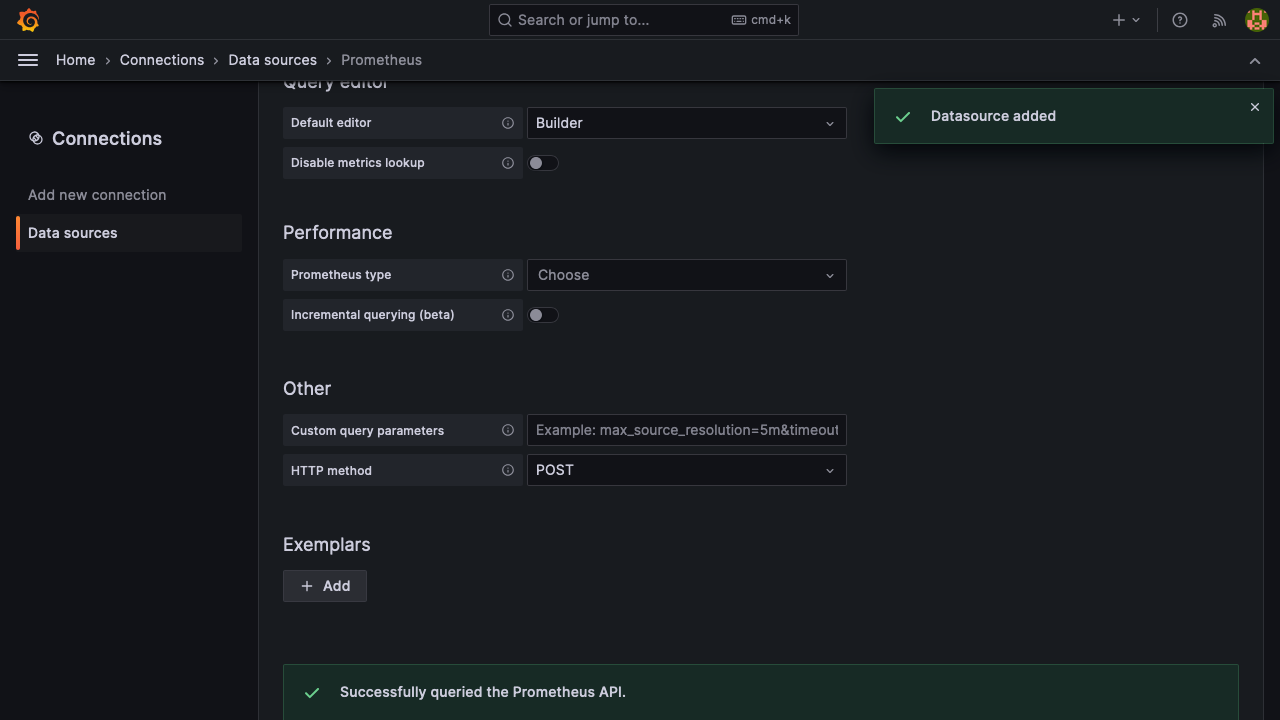 Search or jump to...
cmd+k
Home
Connections
Data sources
Prometheus
Connections
Add new connection
Data sources
Query editor
Default editor
Builder
Disable metrics lookup
Datasource added
Performance
Prometheus type
Choose
Incremental querying (beta)
Other
Custom query parameters
Example: max_source_resolution=5m&timeout
HTTP method
POST
Exemplars
Add
Successfully queried the Prometheus API.